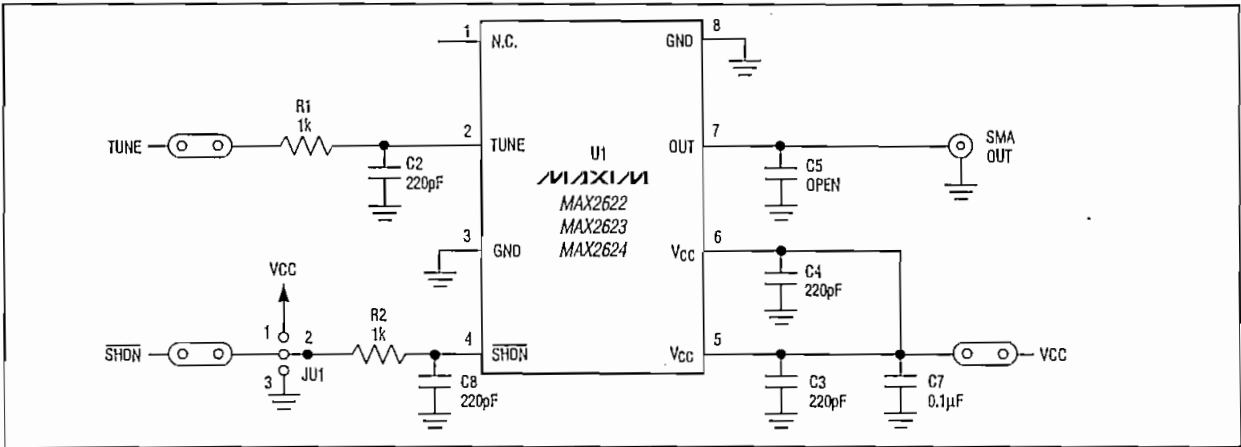 1
N.C.
GND
8
R1
1k
TUNE
2
TUNE
C2
220pF
U1
MAXIM
MAX2622
MAX2623
MAX2624
OUT
7
C5
OPEN
SMA
OUT
3
GND
VCC
6
VCC
C4
220pF
VCC
SHDN
1
2
3
JU1
R2
1k
4
SHDN
C8
220pF
VCC
5
C3
220pF
C7
0.1µF
VCC